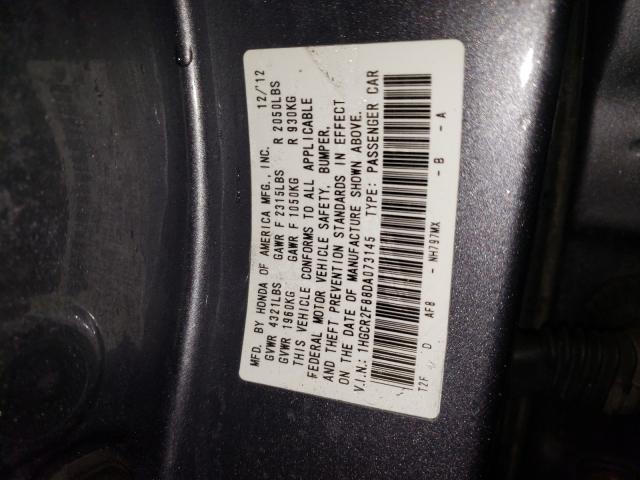 MFD. BY HONDA OF AMERICA MFG., INC. 12/'12
GVWR 4321LBS GAWR F 2315LBS R 2050LBS
GVWR 1960KG GAWR F 1050KG R 930KG
THIS VEHICLE CONFORMS TO ALL APPLICABLE
FEDERAL MOTOR VEHICLE SAFETY, BUMPER,
AND THEFT PREVENTION STANDARDS IN EFFECT
ON THE DATE OF MANUFACTURE SHOWN ABOVE.
V.I.N.: 1HGCR2F88DA073145 TYPE: PASSENGER CAR
T2F D AF8 - NH797MX - B - A